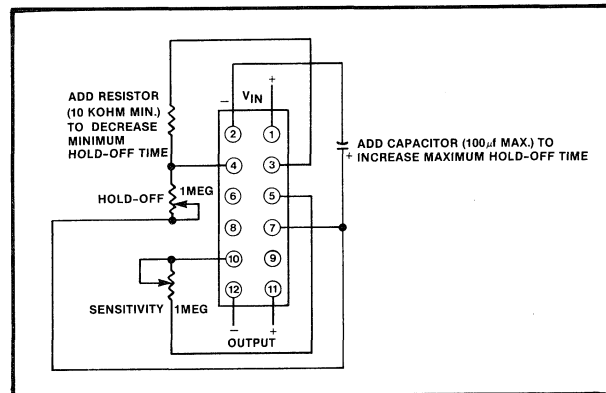 ADD RESISTOR
(10 KOHM MIN.)
TO DECREASE
MINIMUM
HOLD-OFF TIME
− VIN +
2 1
4 3
6 5
8 7
10 9
12 11
ADD CAPACITOR (100μf MAX.) TO
+ INCREASE MAXIMUM HOLD-OFF TIME
1MEG
HOLD-OFF
SENSITIVITY 1MEG
− +
OUTPUT